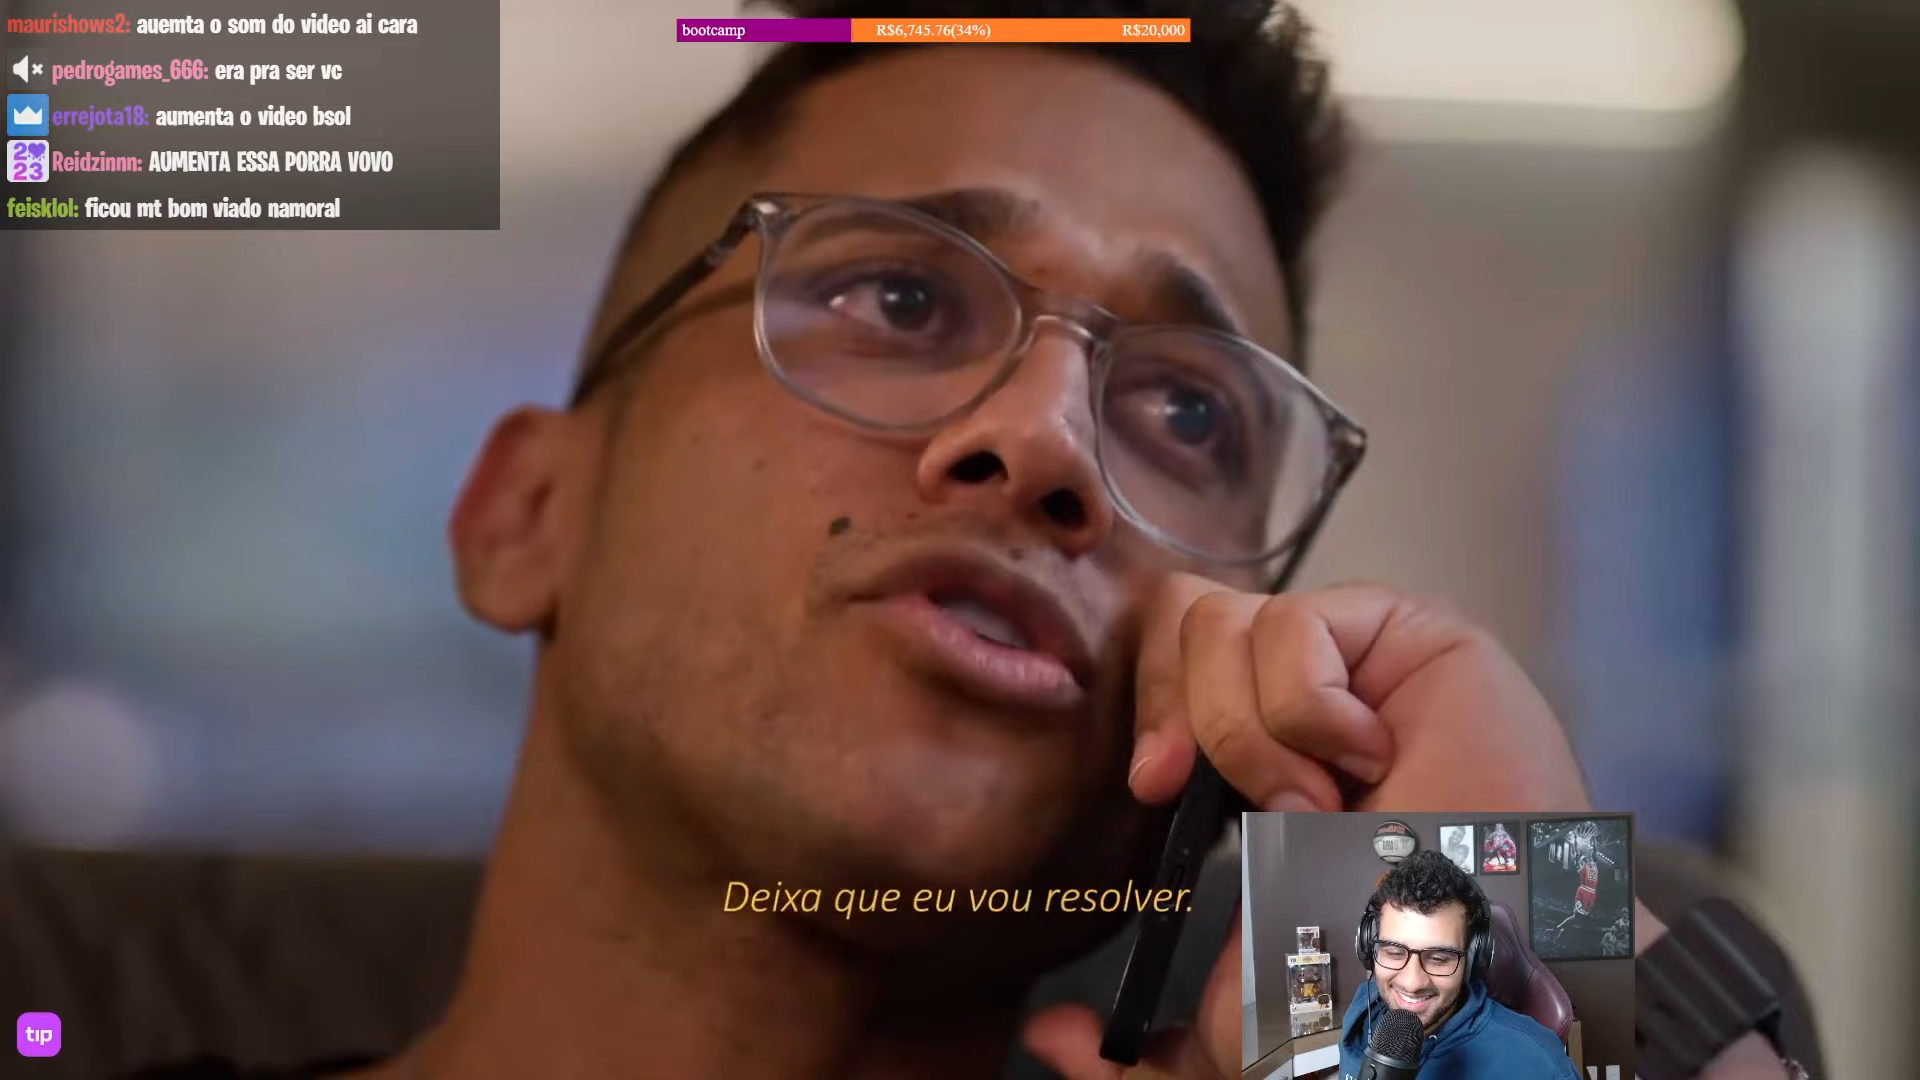 maurishows2: auemta o som do video ai cara
pedrogames_666: era pra ser vc
errejota18: aumenta o video bsol
2023
Reidzinnn: AUMENTA ESSA PORRA VOVO
feisklol: ficou mt bom viado namoral
bootcamp R$6,745.76(34%) R$20,000
Deixa que eu vou resolver.
tip